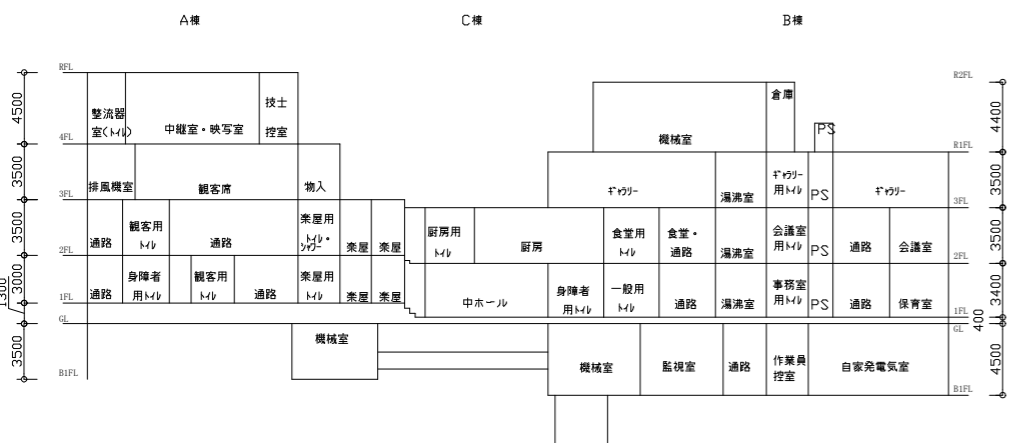 A棟
C棟
B棟
RFL
4FL
3FL
2FL
1FL
GL
B1FL
4500
3500
3500
3000
1300
3500
整流器
室(ﾄｲﾚ)
中継室・映写室
技士
控室
排風機室
観客席
物入
通路
観客用
ﾄｲﾚ
通路
楽屋用
ﾄｲﾚ・
ｼｬﾜｰ
楽屋
楽屋
通路
身障者
用ﾄｲﾚ
観客用
ﾄｲﾚ
通路
楽屋用
ﾄｲﾚ
楽屋
楽屋
機械室
厨房用
ﾄｲﾚ
厨房
食堂用
ﾄｲﾚ
食堂・
通路
湯沸室
会議室
用ﾄｲﾚ
PS
通路
会議室
中ホール
身障者
用ﾄｲﾚ
一般用
ﾄｲﾚ
通路
湯沸室
事務室
用ﾄｲﾚ
PS
通路
保育室
機械室
倉庫
PS
ｷﾞｬﾗﾘｰ
湯沸室
ｷﾞｬﾗﾘｰ
用ﾄｲﾚ
PS
ｷﾞｬﾗﾘｰ
機械室
監視室
通路
作業員
控室
自家発電気室
R2FL
R1FL
3FL
2FL
1FL
GL
B1FL
4400
3500
3500
3400
400
4500